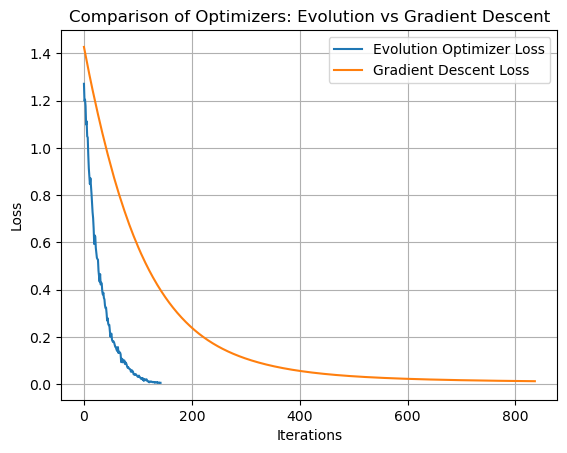 Comparison of Optimizers: Evolution vs Gradient Descent
Evolution Optimizer Loss
Gradient Descent Loss
Loss
1.4
1.2
1.0
0.8
0.6
0.4
0.2
0.0
0
200
400
600
800
Iterations